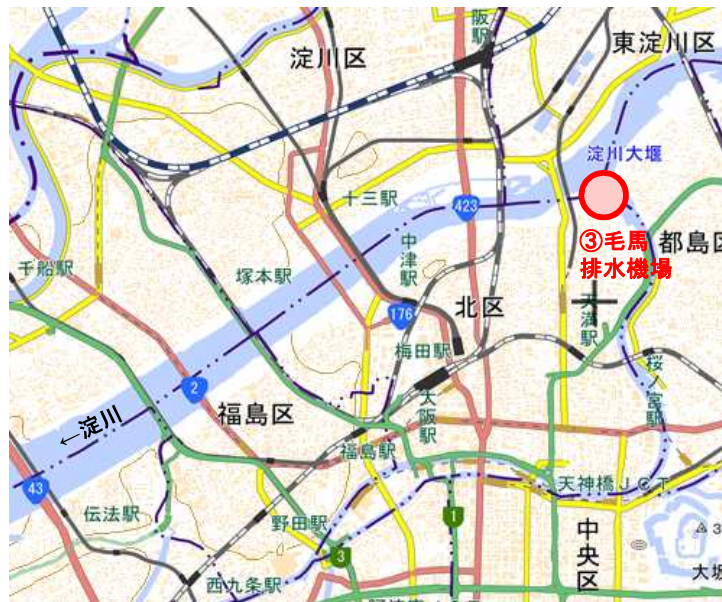 阪駅
淀川区
東淀川区
淀川大堰
十三駅
423
③毛馬
排水機場
都島区
千船駅
塚本駅
中津駅
北区
天満駅
176
梅田駅
桜ノ宮駅
2
←淀川
福島区
大阪駅
福島駅
43
天神橋JCT
伝法駅
野田駅
1
中央区
3
3
西九条駅
大坂